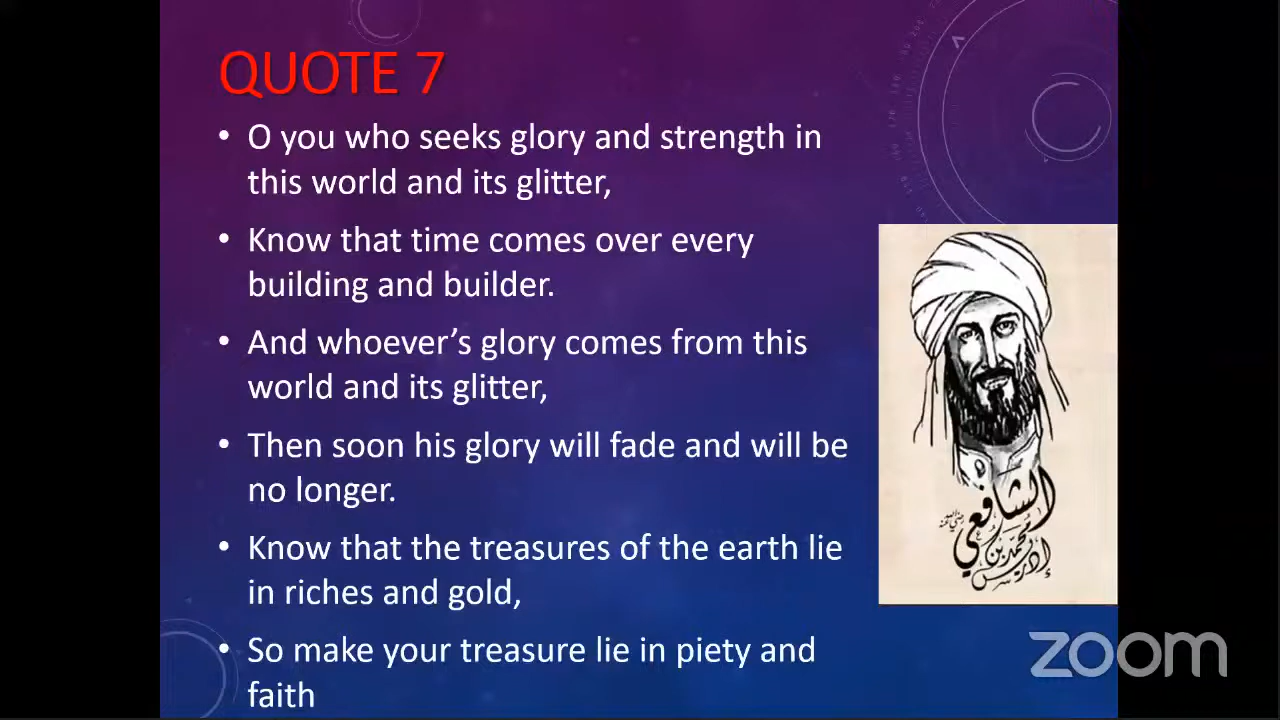 QUOTE 7
• O you who seeks glory and strength in
this world and its glitter,
• Know that time comes over every
building and builder.
• And whoever’s glory comes from this
world and its glitter,
• Then soon his glory will fade and will be
no longer.
• Know that the treasures of the earth lie
in riches and gold,
• So make your treasure lie in piety and
faith
الشافعي
محمد بن
إدريس
zoom